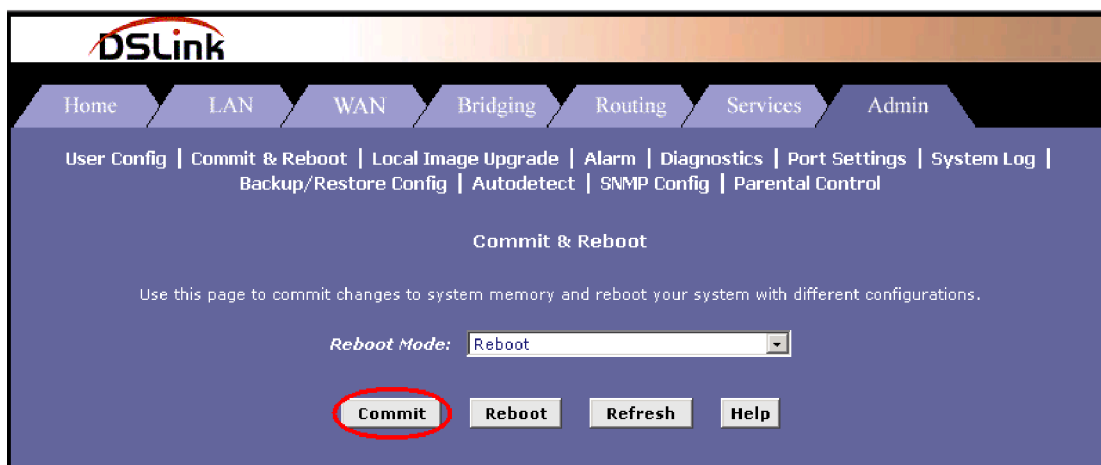 DSLink
Home LAN WAN Bridging Routing Services Admin
User Config | Commit & Reboot | Local Image Upgrade | Alarm | Diagnostics | Port Settings | System Log |
Backup/Restore Config | Autodetect | SNMP Config | Parental Control
Commit & Reboot
Use this page to commit changes to system memory and reboot your system with different configurations.
Reboot Mode: Reboot
Commit Reboot Refresh Help